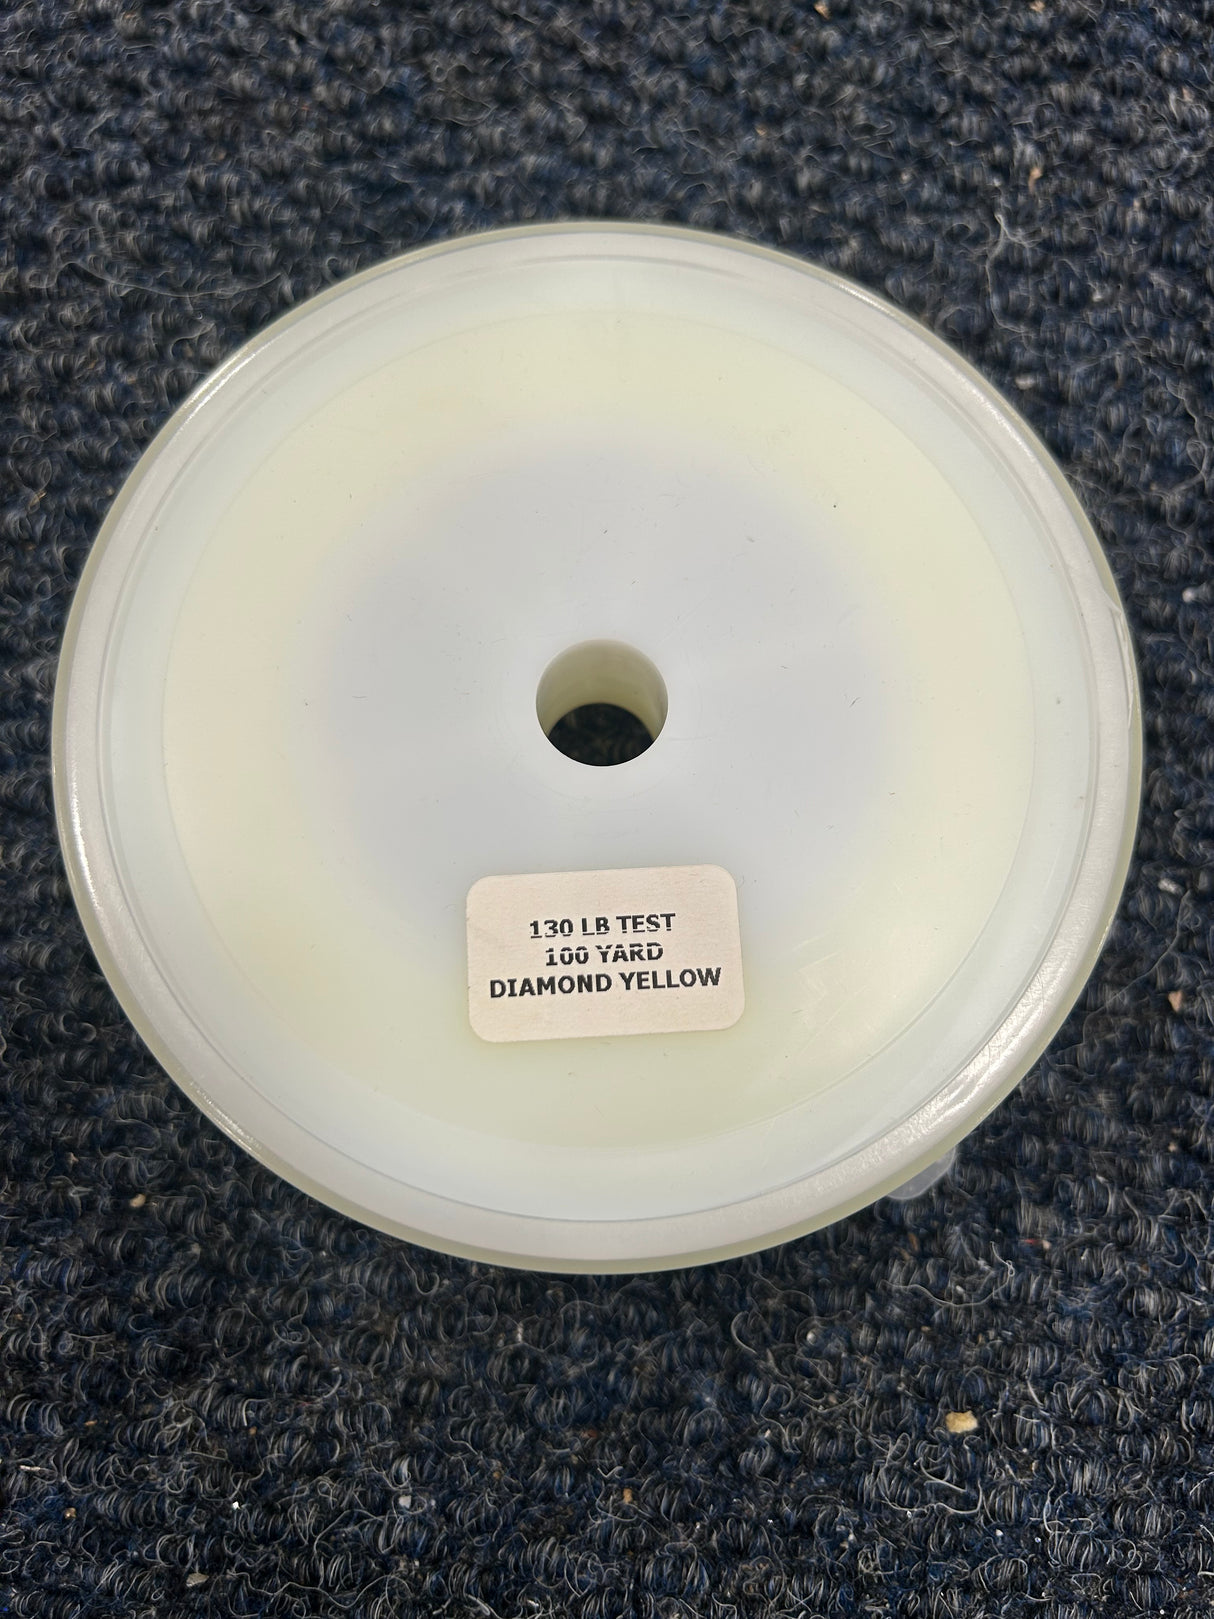 130 LB TEST
100 YARD
DIAMOND YELLOW